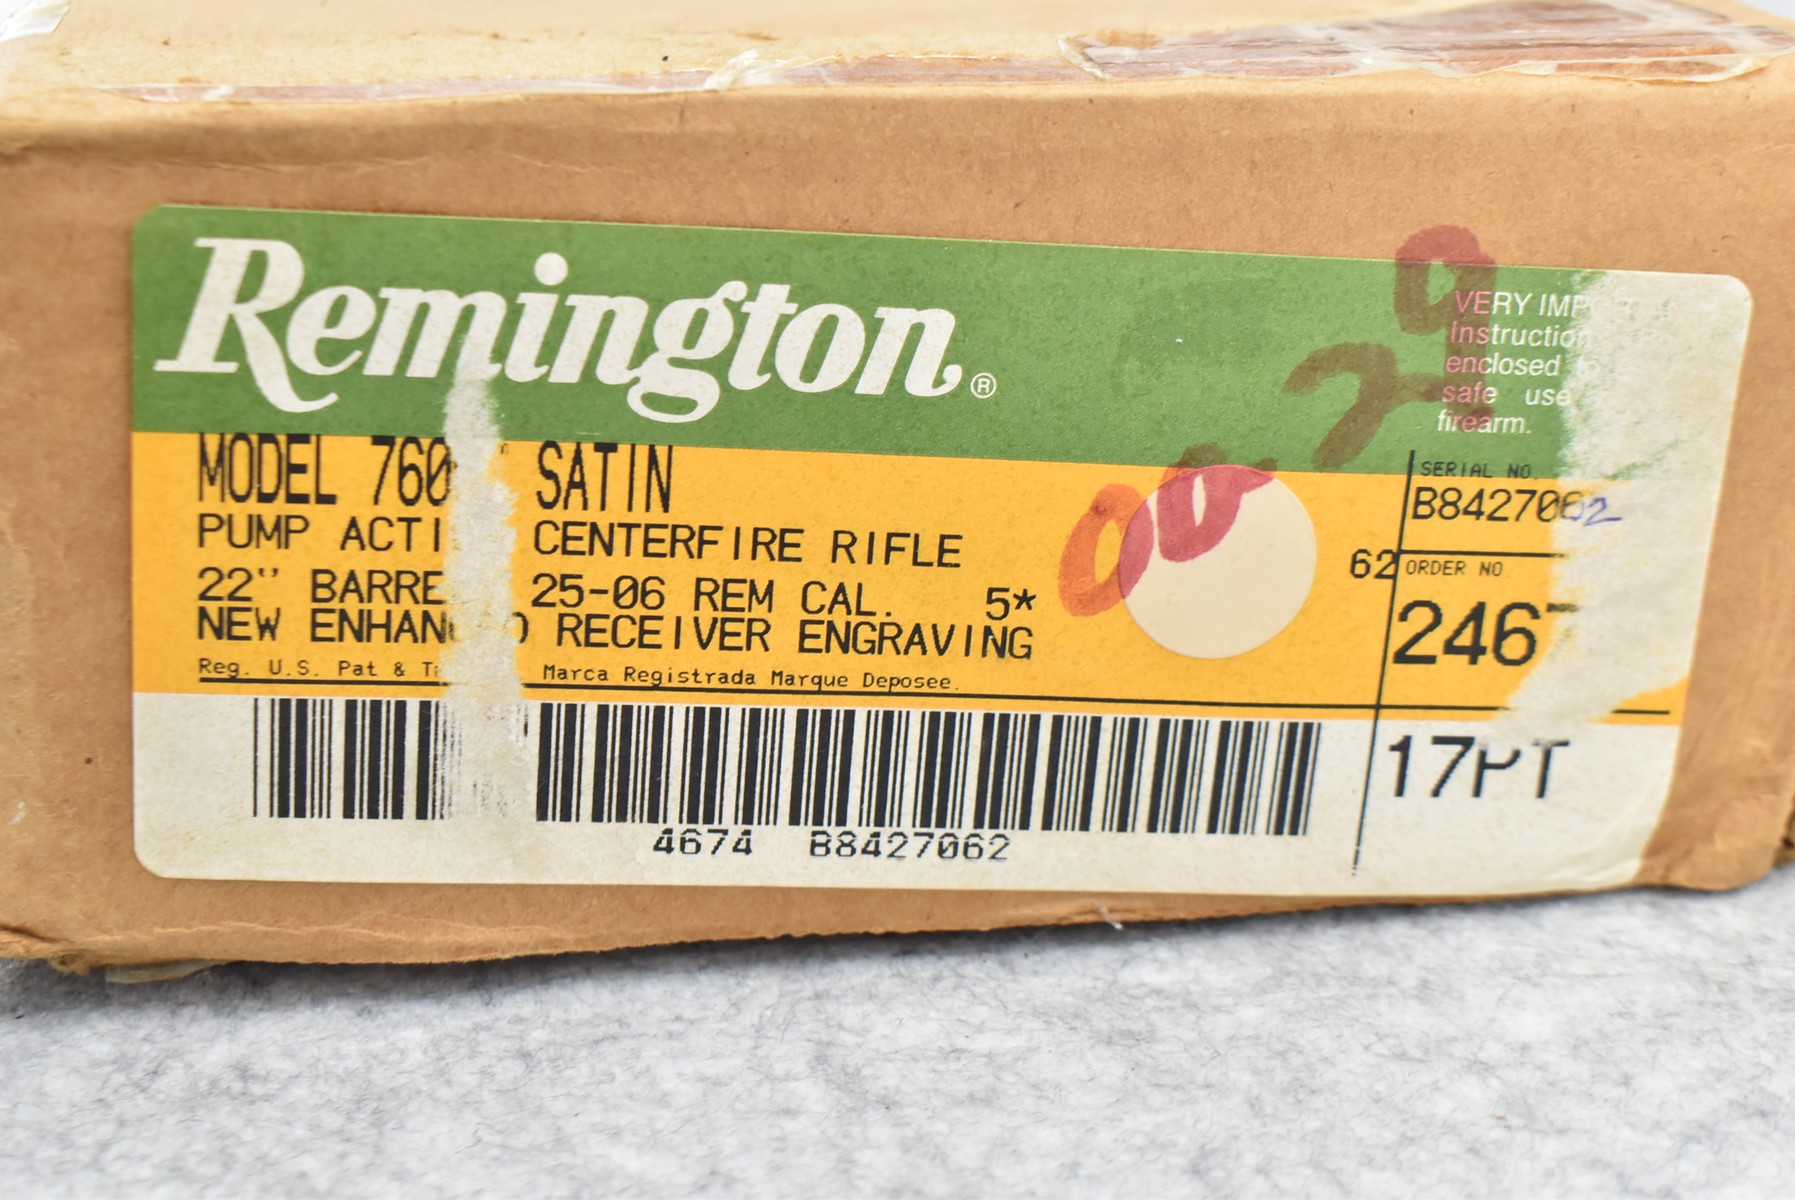 Remington®
VERY IMP
Instruction
enclosed to
safe use
firearm.
MODEL 760 " SATIN
PUMP ACTI CENTERFIRE RIFLE
22" BARRE 25-06 REM CAL. 5*
NEW ENHAN D RECEIVER ENGRAVING
Reg. U.S. Pat & T Marca Registrada Marque Deposee.
SERIAL NO.
B8427062
62
ORDER NO
246
17PT
4674 B8427062